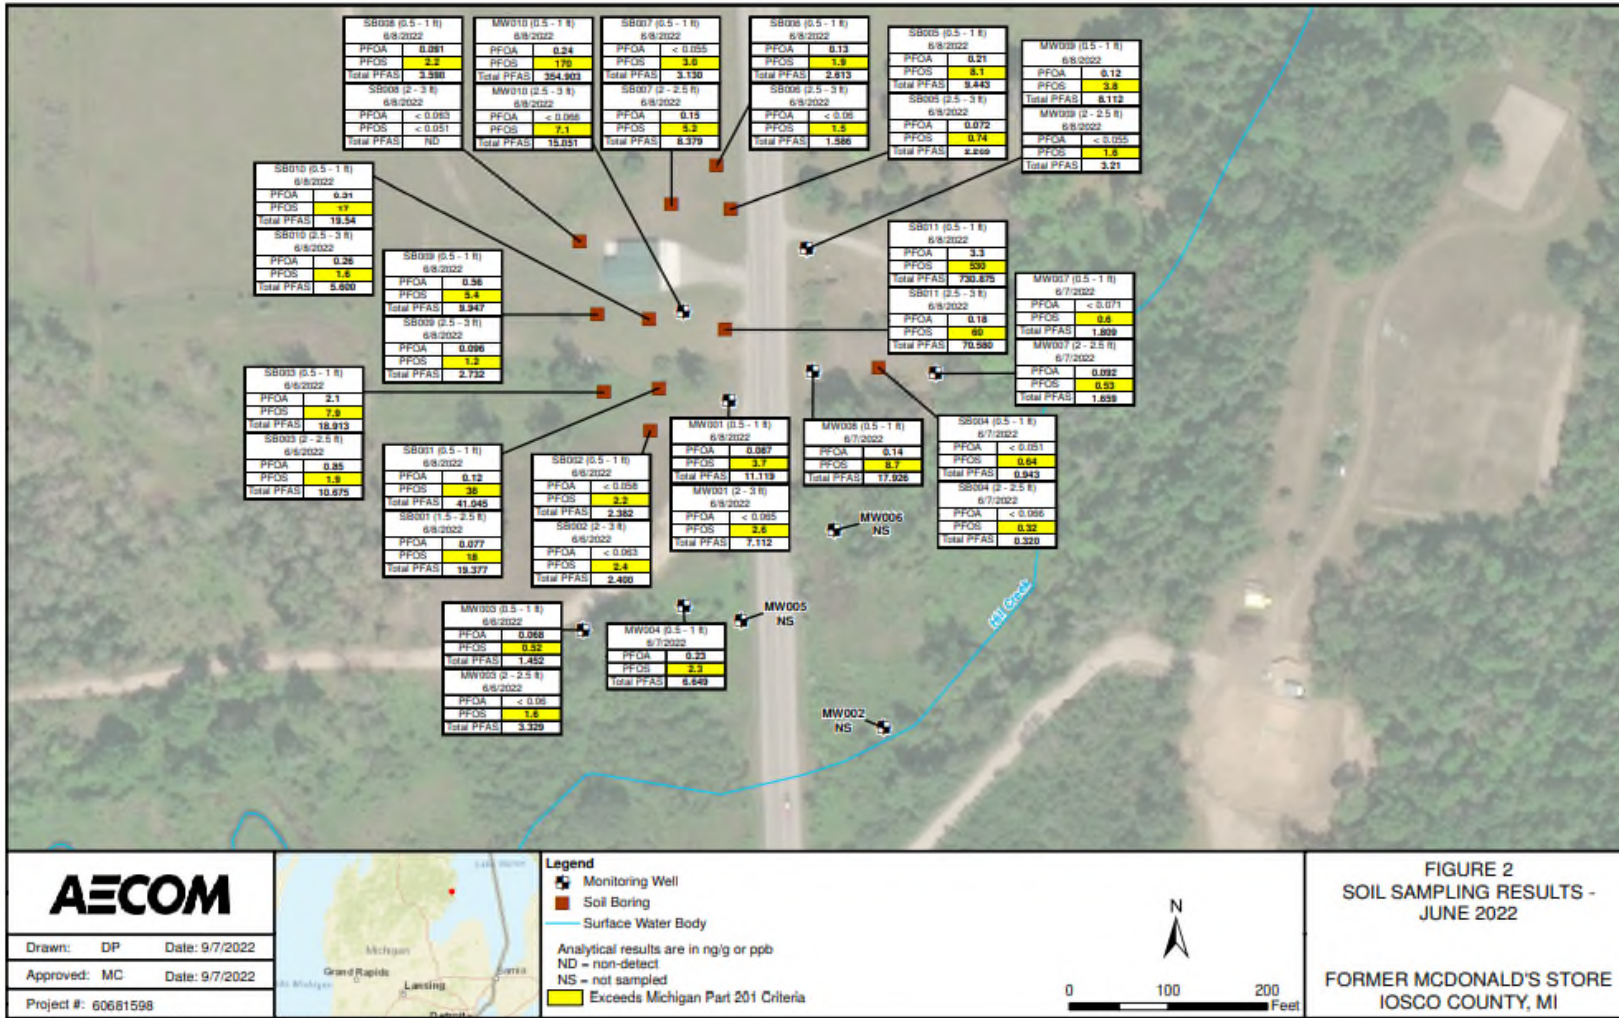 SB008 (0.5 - 1 ft)
6/8/2022
PFOA 0.091
PFOS 2.2
Total PFAS 3.590
SB008 (2 - 3 ft)
6/8/2022
PFOA < 0.063
PFOS < 0.051
Total PFAS ND
MW010 (0.5 - 1 ft)
6/8/2022
PFOA 0.24
PFOS 170
Total PFAS 354.903
MW010 (2.5 - 3 ft)
6/8/2022
PFOA < 0.066
PFOS 7.1
Total PFAS 15.051
SB007 (0.5 - 1 ft)
6/8/2022
PFOA < 0.055
PFOS 3.0
Total PFAS 3.130
SB007 (2 - 2.5 ft)
6/8/2022
PFOA 0.15
PFOS 5.2
Total PFAS 8.379
SB006 (0.5 - 1 ft)
6/8/2022
PFOA 0.13
PFOS 1.9
Total PFAS 2.613
SB006 (2.5 - 3 ft)
6/8/2022
PFOA < 0.06
PFOS 1.5
Total PFAS 1.586
SB005 (0.5 - 1 ft)
6/8/2022
PFOA 0.21
PFOS 8.1
Total PFAS 9.443
SB005 (2.5 - 3 ft)
6/8/2022
PFOA 0.072
PFOS 0.74
Total PFAS
MW009 (0.5 - 1 ft)
6/8/2022
PFOA 0.12
PFOS 3.8
Total PFAS 8.112
MW009 (2 - 2.5 ft)
6/8/2022
PFOA < 0.055
PFOS 1.6
Total PFAS 3.21
SB010 (0.5 - 1 ft)
6/8/2022
PFOA 0.31
PFOS 17
Total PFAS 19.54
SB010 (2.5 - 3 ft)
6/8/2022
PFOA 0.26
PFOS 1.6
Total PFAS 5.600
SB009 (0.5 - 1 ft)
6/8/2022
PFOA 0.56
PFOS 5.4
Total PFAS 9.947
SB009 (2.5 - 3 ft)
6/8/2022
PFOA 0.096
PFOS 1.2
Total PFAS 2.732
SB011 (0.5 - 1 ft)
6/8/2022
PFOA 3.3
PFOS 530
Total PFAS 730.875
SB011 (2.5 - 3 ft)
6/8/2022
PFOA 0.18
PFOS 60
Total PFAS 70.580
MW007 (0.5 - 1 ft)
6/7/2022
PFOA < 0.071
PFOS 0.6
Total PFAS 1.809
MW007 (2 - 2.5 ft)
6/7/2022
PFOA 0.092
PFOS 0.53
Total PFAS 1.659
SB003 (0.5 - 1 ft)
6/6/2022
PFOA 2.1
PFOS 7.9
Total PFAS 18.913
SB003 (2 - 2.5 ft)
6/6/2022
PFOA 0.85
PFOS 1.9
Total PFAS 10.675
SB001 (0.5 - 1 ft)
6/8/2022
PFOA 0.12
PFOS
Total PFAS 41.045
SB001 (1.5 - 2.5 ft)
6/8/2022
PFOA 0.077
PFOS 18
Total PFAS 19.377
SB002 (0.5 - 1 ft)
6/6/2022
PFOA < 0.058
PFOS 2.2
Total PFAS 2.382
SB002 (2 - 3 ft)
6/6/2022
PFOA < 0.063
PFOS 2.4
Total PFAS 2.400
MW001 (0.5 - 1 ft)
6/8/2022
PFOA 0.067
PFOS 3.7
Total PFAS 11.119
MW001 (2 - 3 ft)
6/8/2022
PFOA < 0.065
PFOS 2.6
Total PFAS 7.112
MW008 (0.5 - 1 ft)
6/7/2022
PFOA 0.14
PFOS 8.7
Total PFAS 17.926
SB004 (0.5 - 1 ft)
6/7/2022
PFOA < 0.051
PFOS 0.64
Total PFAS 0.943
SB004 (2 - 2.5 ft)
6/7/2022
PFOA < 0.066
PFOS 0.32
Total PFAS 0.320
MW006
NS
MW005
NS
MW003 (0.5 - 1 ft)
6/6/2022
PFOA 0.068
PFOS 0.52
Total PFAS 1.452
MW003 (2 - 2.5 ft)
6/6/2022
PFOA < 0.06
PFOS 1.6
Total PFAS 3.329
MW004 (0.5 - 1 ft)
6/7/2022
PFOA 0.23
PFOS 2.3
Total PFAS 6.649
MW002
NS
Creek
AECOM
Drawn: DP Date: 9/7/2022
Approved: MC Date: 9/7/2022
Project #: 60681598
Lake Huron
Michigan
Grand Rapids
Lansing
Sarnia
Lake Michigan
Detroit
Legend
Monitoring Well
Soil Boring
Surface Water Body
Analytical results are in ng/g or ppb
ND = non-detect
NS = not sampled
Exceeds Michigan Part 201 Criteria
N
0 100 200
Feet
FIGURE 2
SOIL SAMPLING RESULTS -
JUNE 2022
FORMER MCDONALD'S STORE
IOSCO COUNTY, MI